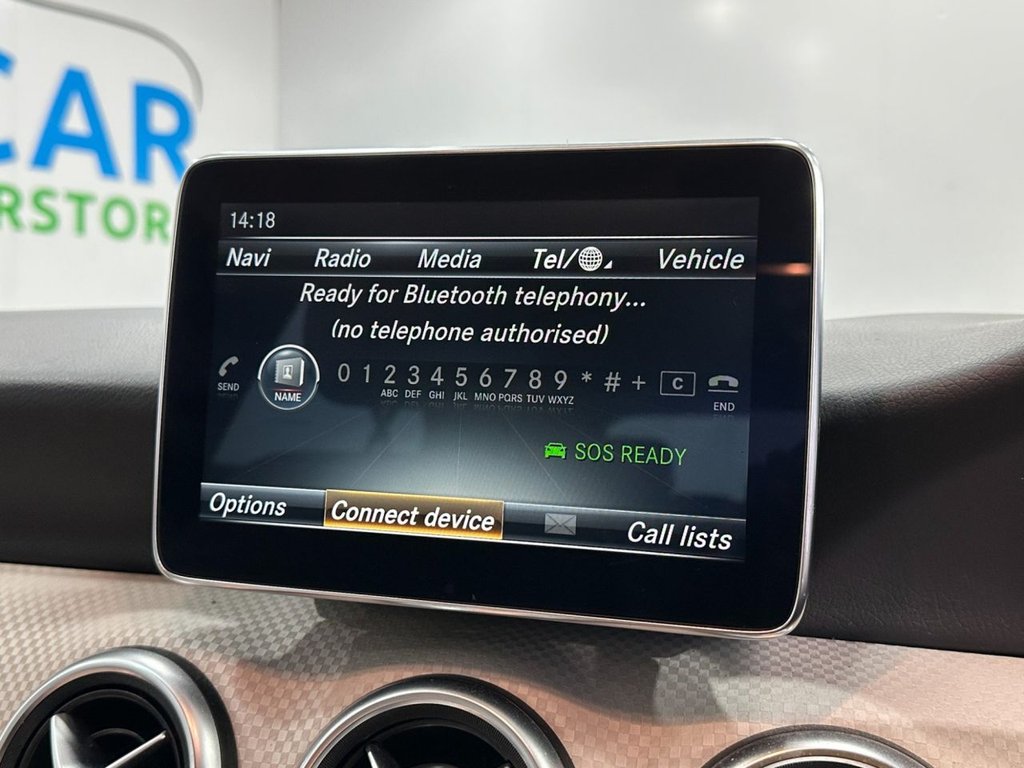 CAR
RSTOR
14:18
Navi Radio Media Tel/ Vehicle
Ready for Bluetooth telephony...
(no telephone authorised)
SEND NAME 0 1 2 3 4 5 6 7 8 9 * # + C END
ABC DEF GHI JKL MNO PQRS TUV WXYZ
SOS READY
Options Connect device Call lists